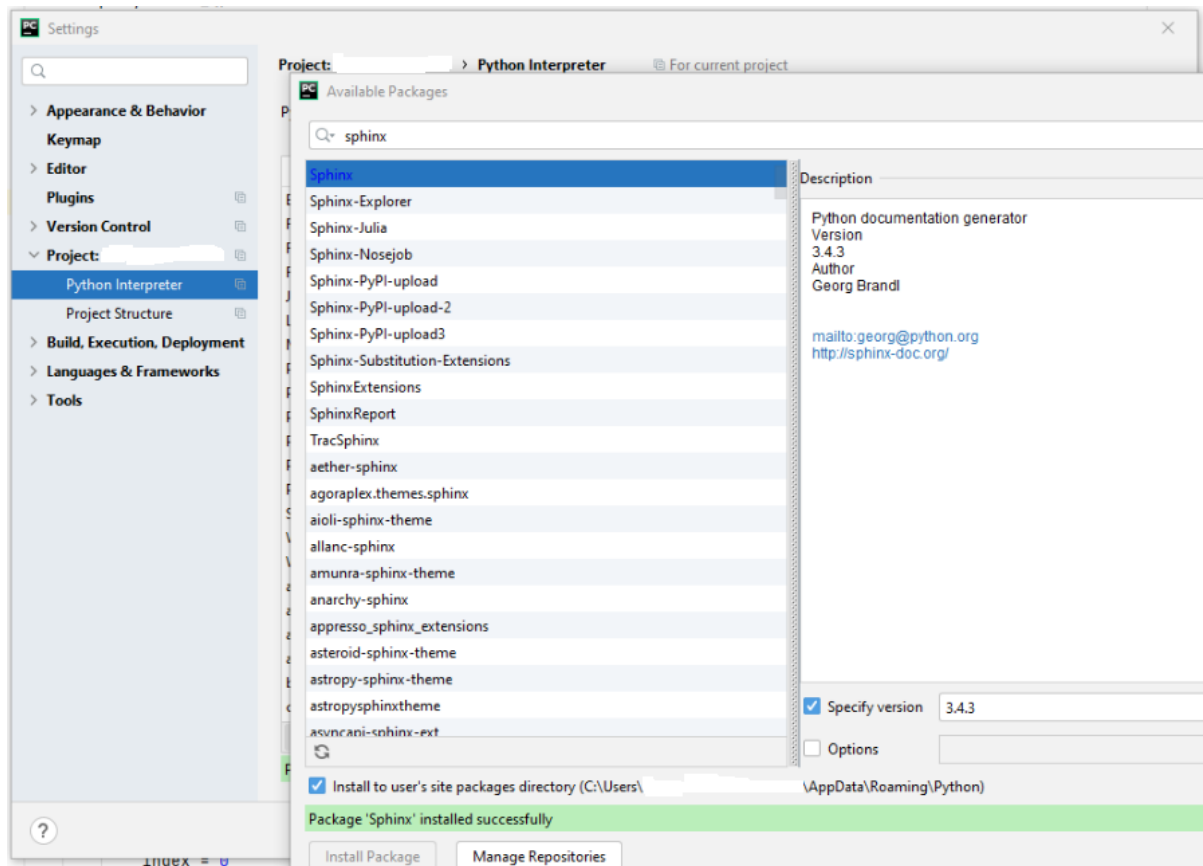 Settings
Project: > Python Interpreter For current project
Available Packages
Appearance & Behavior
Keymap
Editor
Plugins
Version Control
Project:
Python Interpreter
Project Structure
Build, Execution, Deployment
Languages & Frameworks
Tools
sphinx
Sphinx
Sphinx-Explorer
Sphinx-Julia
Sphinx-Nosejob
Sphinx-PyPI-upload
Sphinx-PyPI-upload-2
Sphinx-PyPI-upload3
Sphinx-Substitution-Extensions
SphinxExtensions
SphinxReport
TracSphinx
aether-sphinx
agoraplex.themes.sphinx
aioli-sphinx-theme
allanc-sphinx
amunra-sphinx-theme
anarchy-sphinx
appresso_sphinx_extensions
asteroid-sphinx-theme
astropy-sphinx-theme
astropysphinxtheme
asyncapi-sphinx-ext
Description
Python documentation generator
Version
3.4.3
Author
Georg Brandl
mailto:georg@python.org
http://sphinx-doc.org/
Specify version 3.4.3
Options
Install to user's site packages directory (C:\Users\ \AppData\Roaming\Python)
Package 'Sphinx' installed successfully
Install Package Manage Repositories
?
index = 0